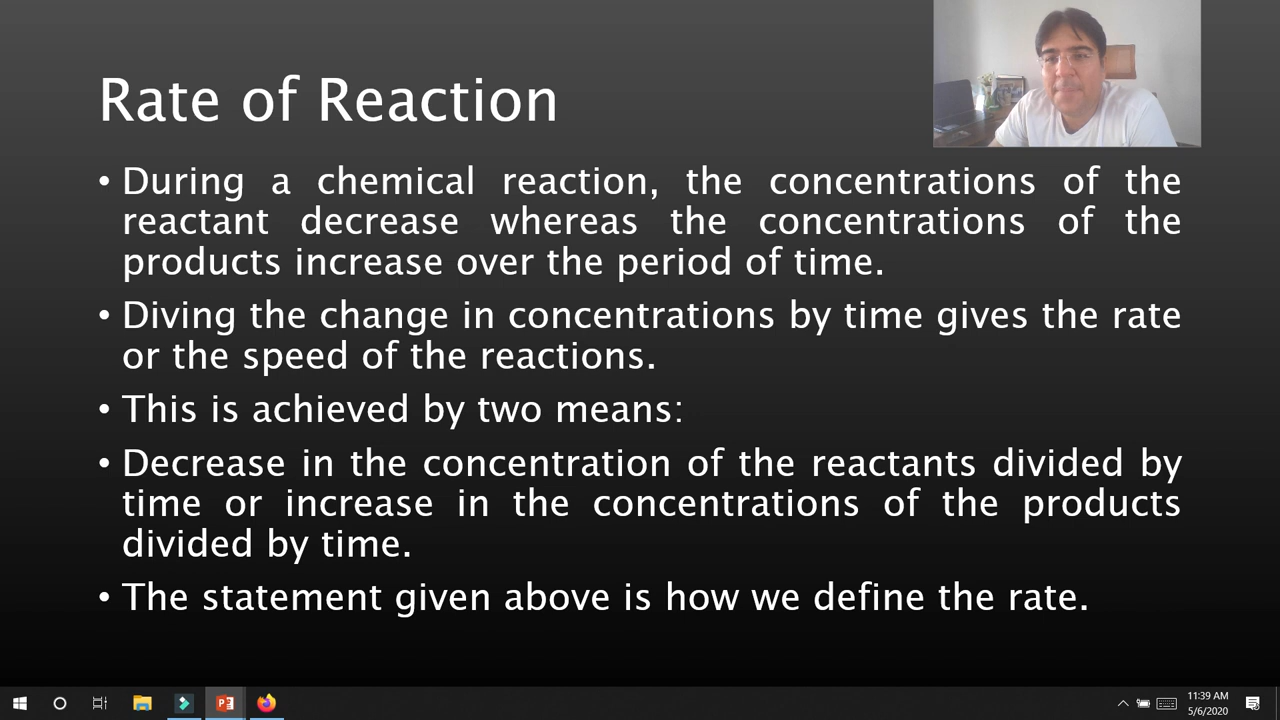 Rate of Reaction
• During a chemical reaction, the concentrations of the
reactant decrease whereas the concentrations of the
products increase over the period of time.
• Diving the change in concentrations by time gives the rate
or the speed of the reactions.
• This is achieved by two means:
• Decrease in the concentration of the reactants divided by
time or increase in the concentrations of the products
divided by time.
• The statement given above is how we define the rate.
11:39 AM
5/6/2020